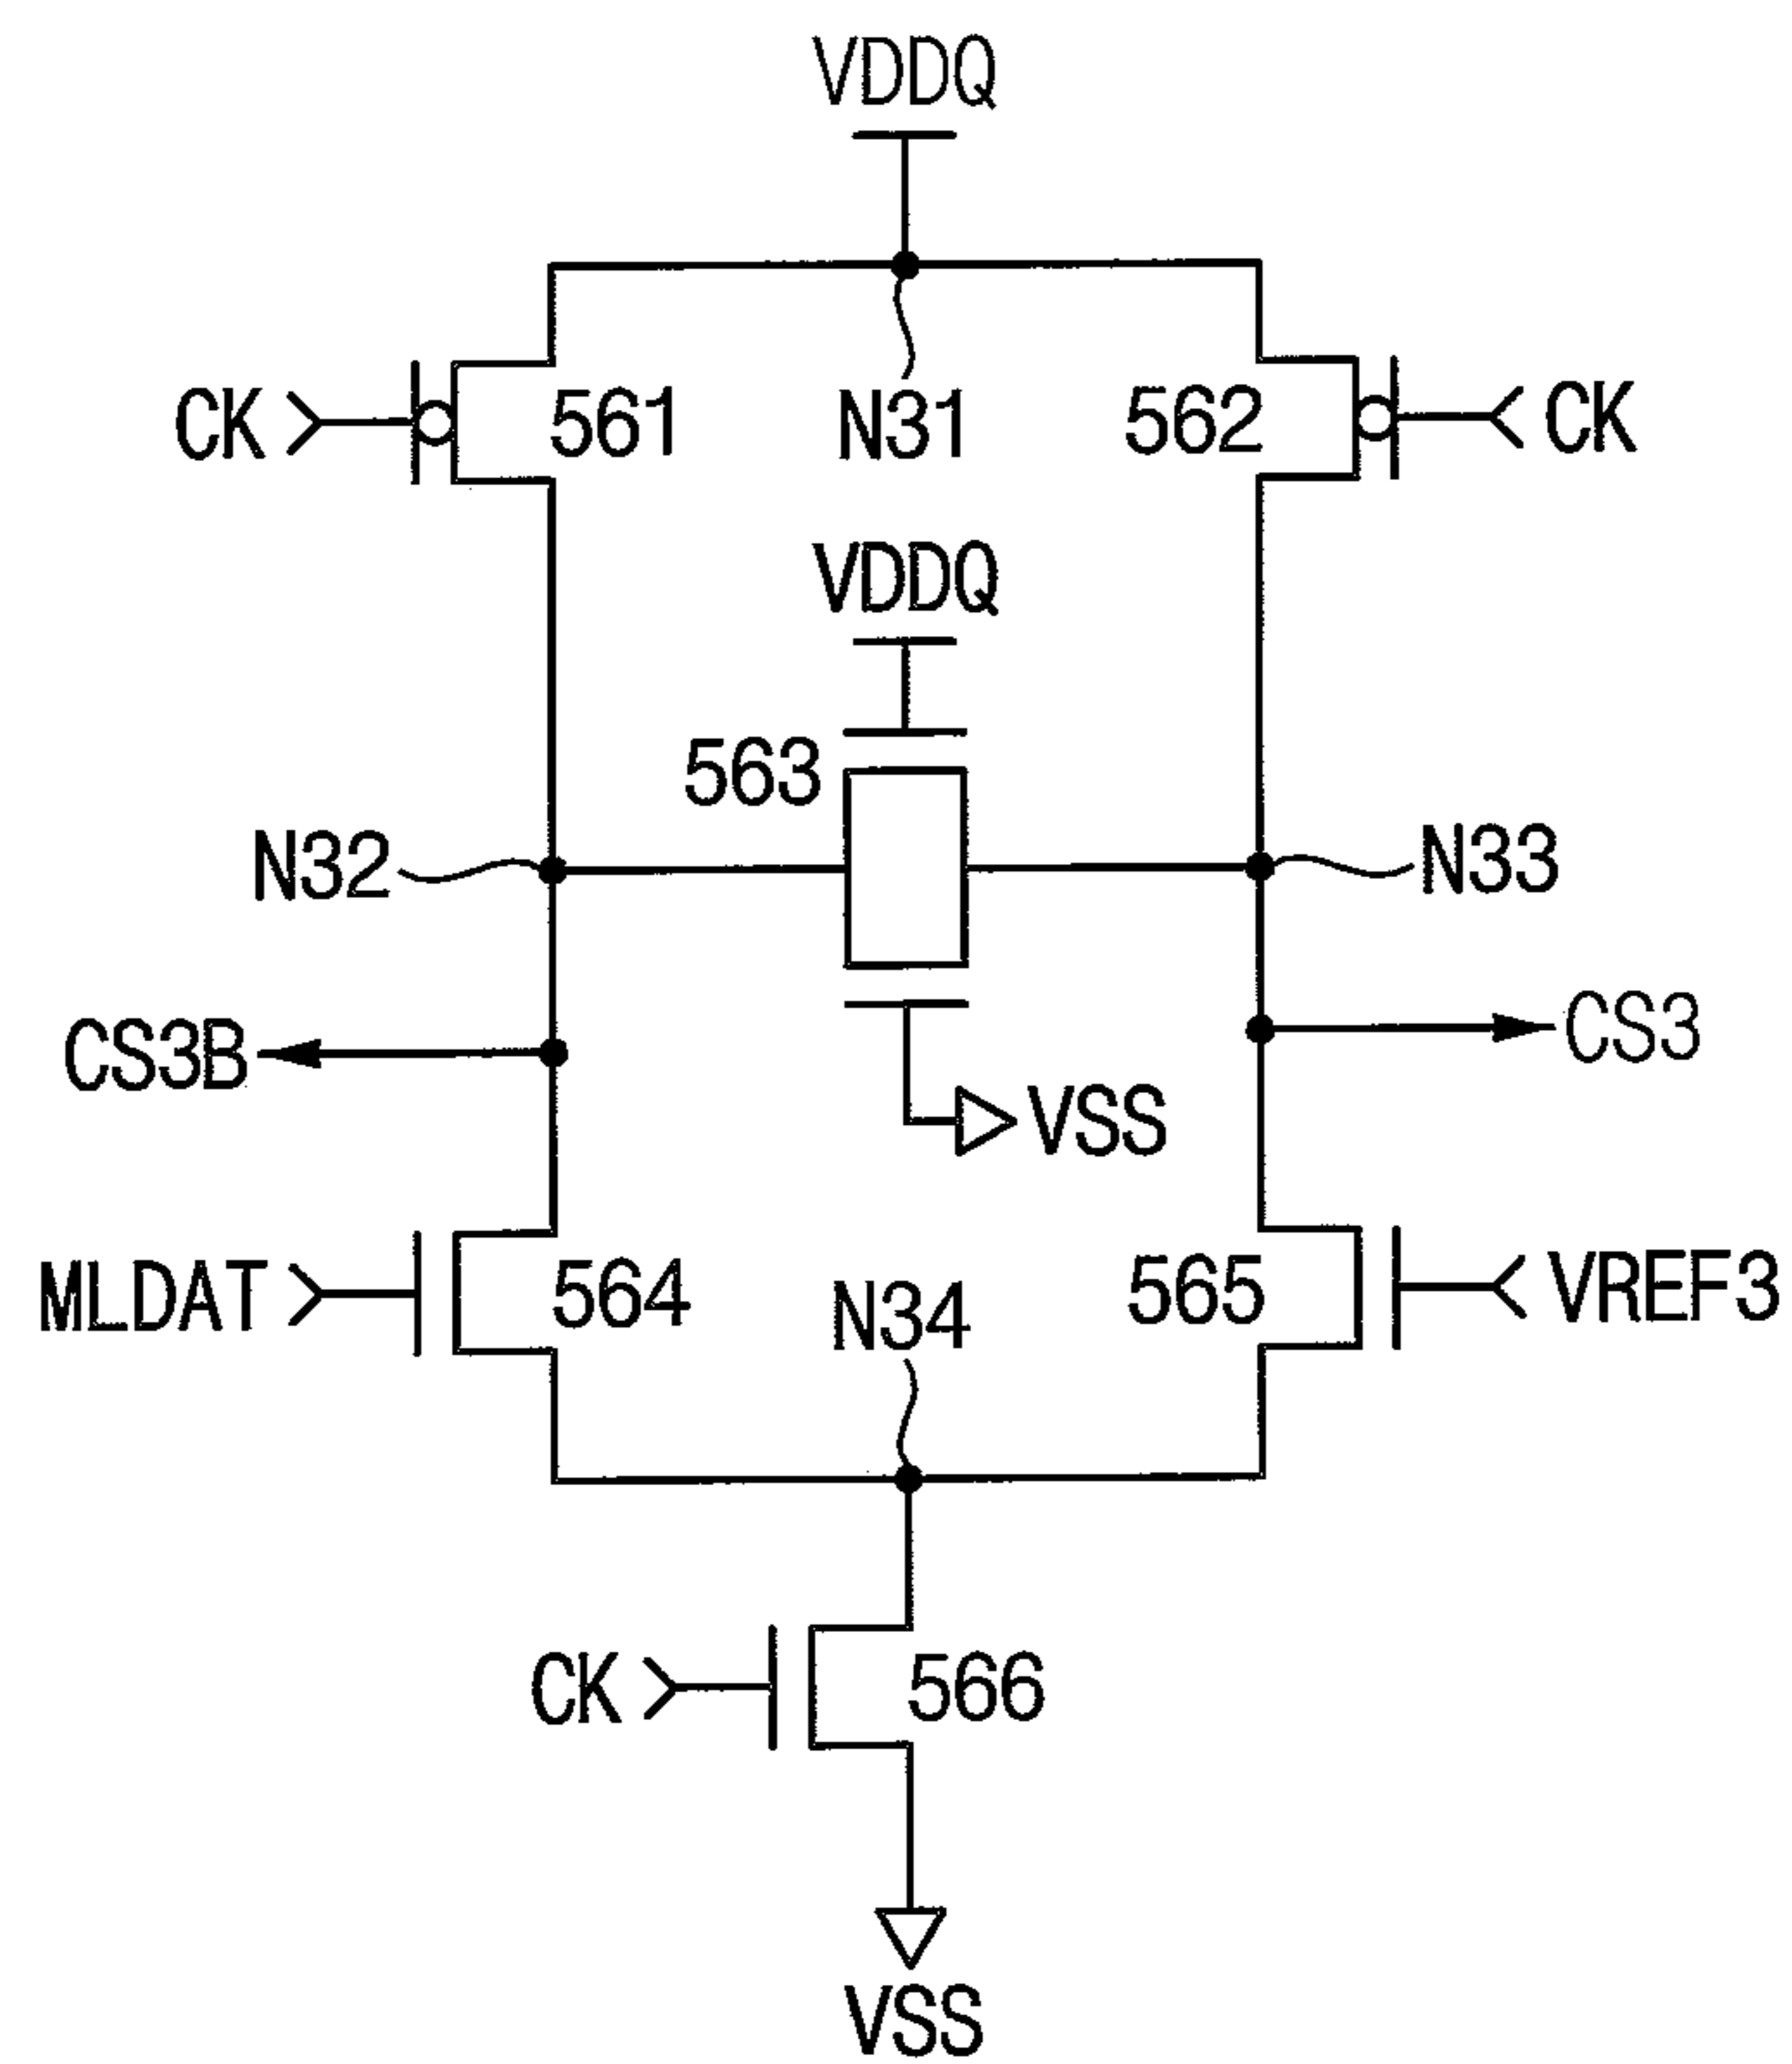 VDDQ
CK 561 N31 562 CK
VDDQ
563
N32 N33
CS3B CS3
VSS
MLDAT 564 N34 565 VREF3
CK 566
VSS